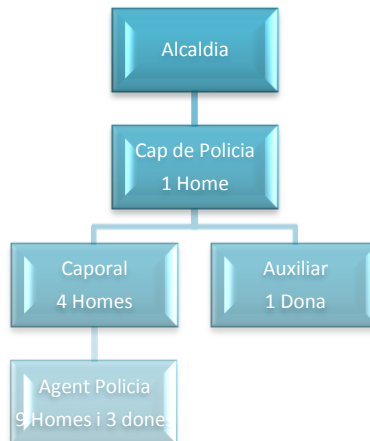 Alcaldia
Cap de Policia
1 Home
Caporal
4 Homes
Auxiliar
1 Dona
Agent Policia
9 Homes i 3 done